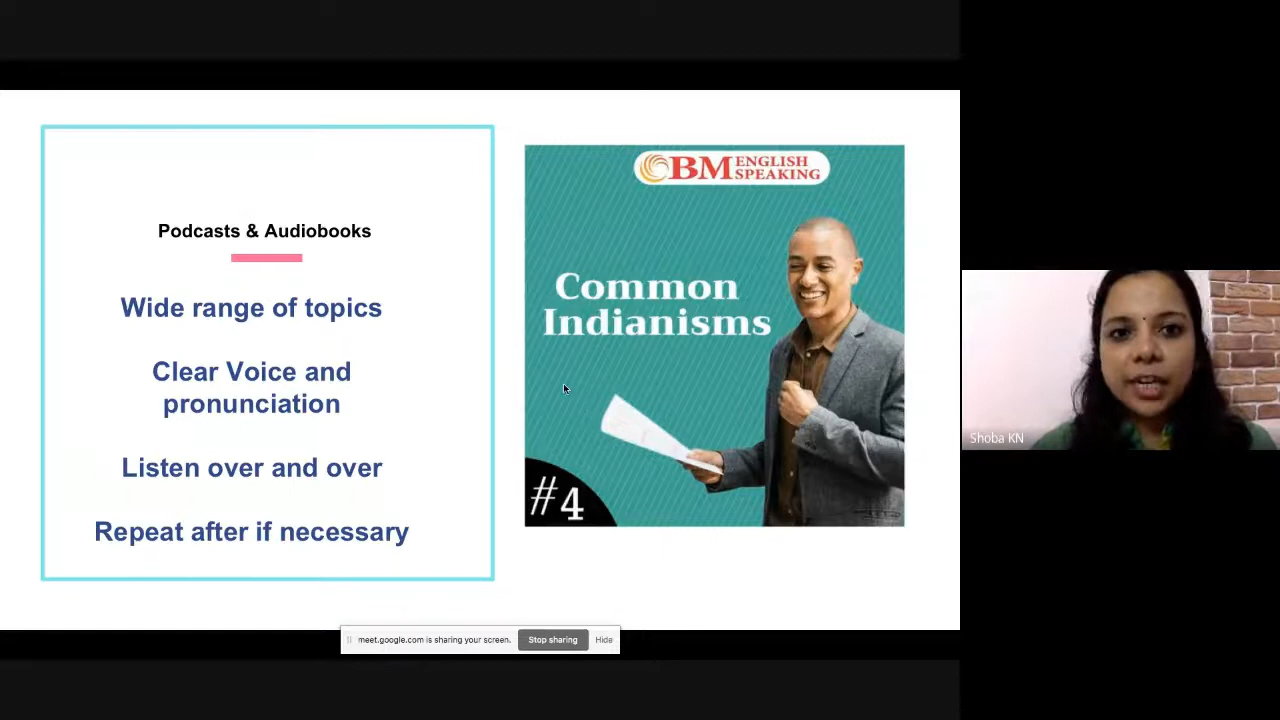 Podcasts & Audiobooks
Wide range of topics
Clear Voice and
pronunciation
Listen over and over
Repeat after if necessary
BM ENGLISH
SPEAKING
Common
Indianisms
#4
Shoba KN
meet.google.com is sharing your screen.
Stop sharing
Hide